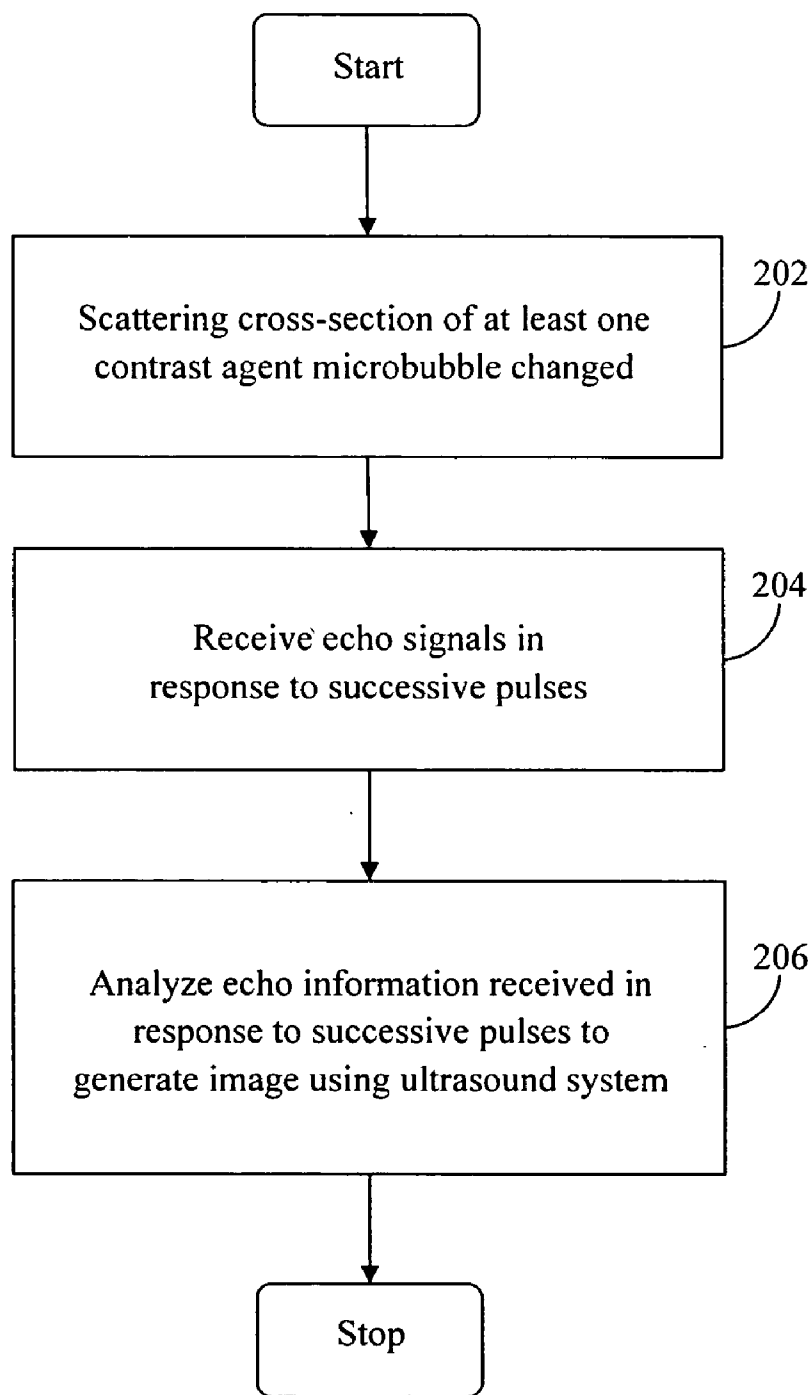 Start
202
Scattering cross-section of at least one
contrast agent microbubble changed
204
Receive echo signals in
response to successive pulses
206
Analyze echo information received in
response to successive pulses to
generate image using ultrasound system
Stop